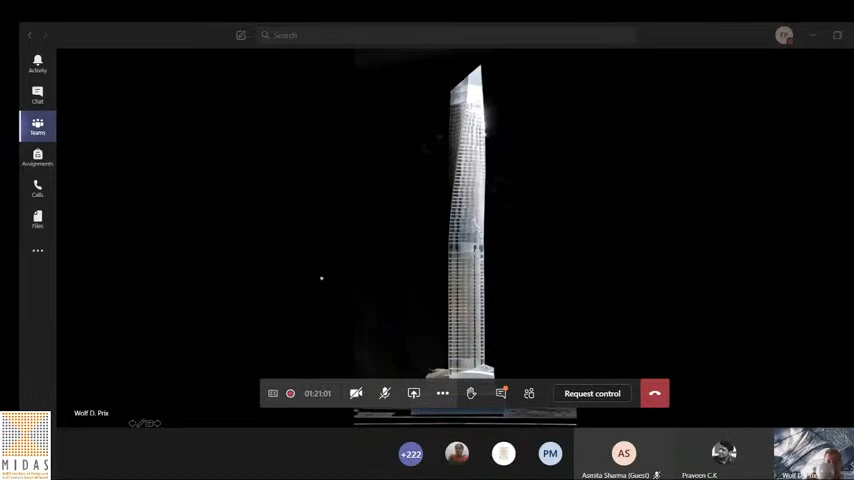 Search
FP
Activity
Chat
Teams
Assignments
Calls
Files
01:21:01
Request control
Wolf D. Prix
+222
PM
AS
Asmita Sharma (Guest)
Praveen C.K
MIDAS